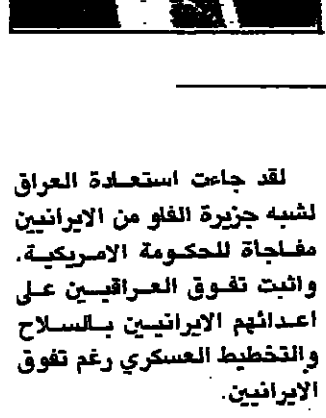 لقد جاءت استعادة العراق
لشبه جزيرة الفاو من الايرانيين
مفاجأة للحكومة الامريكية.
واثبت تفوق العراقيين على
اعدائهم الايرانيين بالسلاح
والتخطيط العسكري رغم تفوق
الايرانيين.